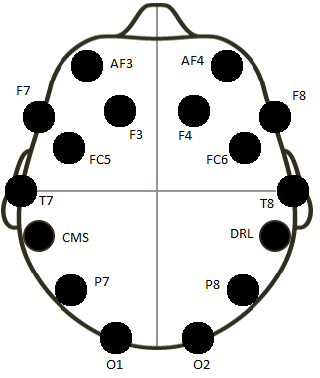 AF3 AF4
F7 F8
F3 F4
FC5 FC6
T7 T8
CMS DRL
P7 P8
O1 O2